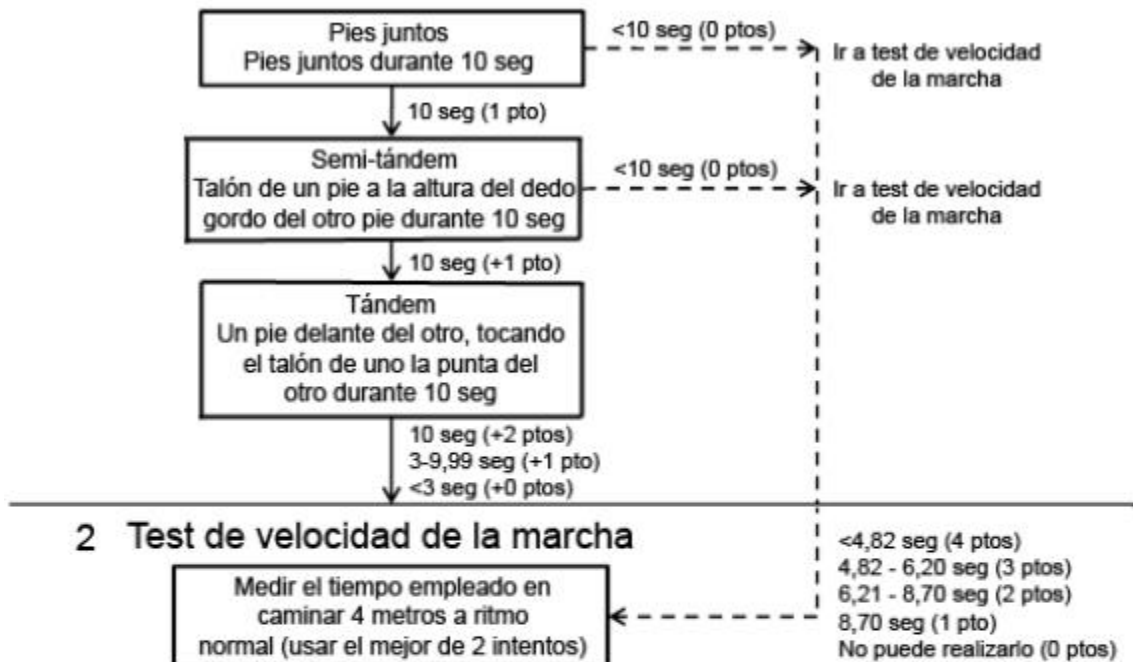 Pies juntos
Pies juntos durante 10 seg
<10 seg (0 ptos)
Ir a test de velocidad
de la marcha
10 seg (1 pto)
Semi-tándem
Talón de un pie a la altura del dedo
gordo del otro pie durante 10 seg
<10 seg (0 ptos)
Ir a test de velocidad
de la marcha
10 seg (+1 pto)
Tándem
Un pie delante del otro, tocando
el talón de uno la punta del
otro durante 10 seg
10 seg (+2 ptos)
3-9,99 seg (+1 pto)
<3 seg (+0 ptos)
2 Test de velocidad de la marcha
Medir el tiempo empleado en
caminar 4 metros a ritmo
normal (usar el mejor de 2 intentos)
<4,82 seg (4 ptos)
4,82 - 6,20 seg (3 ptos)
6,21 - 8,70 seg (2 ptos)
8,70 seg (1 pto)
No puede realizarlo (0 ptos)